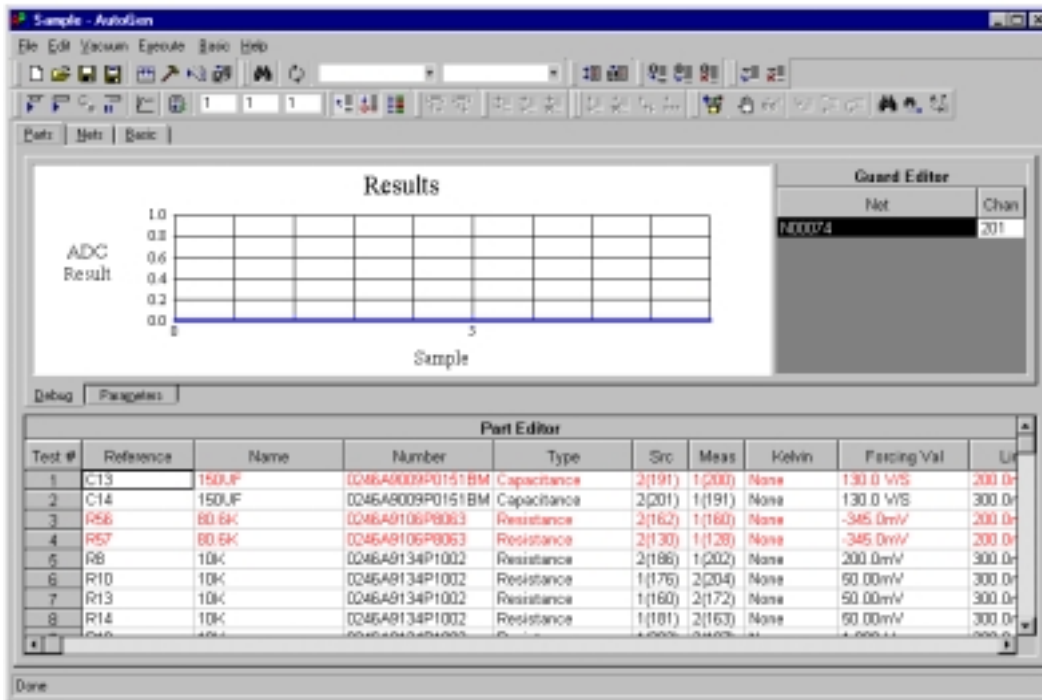 Sample - AutoGen
File Edit Vacuum Execute Basic Help
1 1 1
Parts Nets Basic
Results
ADC Result
1.0
0.8
0.6
0.4
0.2
0.0
0 5
Sample
Guard Editor
Net Chan
N00074 201
Debug Parameters
Part Editor
Test # Reference Name Number Type Src Meas Kelvin Forcing Val
1 C13 150UF 0246A9009P0151BM Capacitance 2(191) 1(200) None 130.0 V/S 200.0
2 C14 150UF 0246A9009P0151BM Capacitance 2(201) 1(191) None 130.0 V/S 300.0
3 R56 80.6K 0246A9106P8063 Resistance 2(162) 1(160) None -345.0mV 200.0
4 R57 80.6K 0246A9106P8063 Resistance 2(130) 1(128) None -345.0mV 200.0
5 R8 10K 0246A9134P1002 Resistance 2(186) 1(202) None 200.0mV 300.0
6 R10 10K 0246A9134P1002 Resistance 1(176) 2(204) None 50.00mV 300.0
7 R13 10K 0246A9134P1002 Resistance 1(160) 2(172) None 50.00mV 300.0
8 R14 10K 0246A9134P1002 Resistance 1(181) 2(163) None 50.00mV 300.0
Done